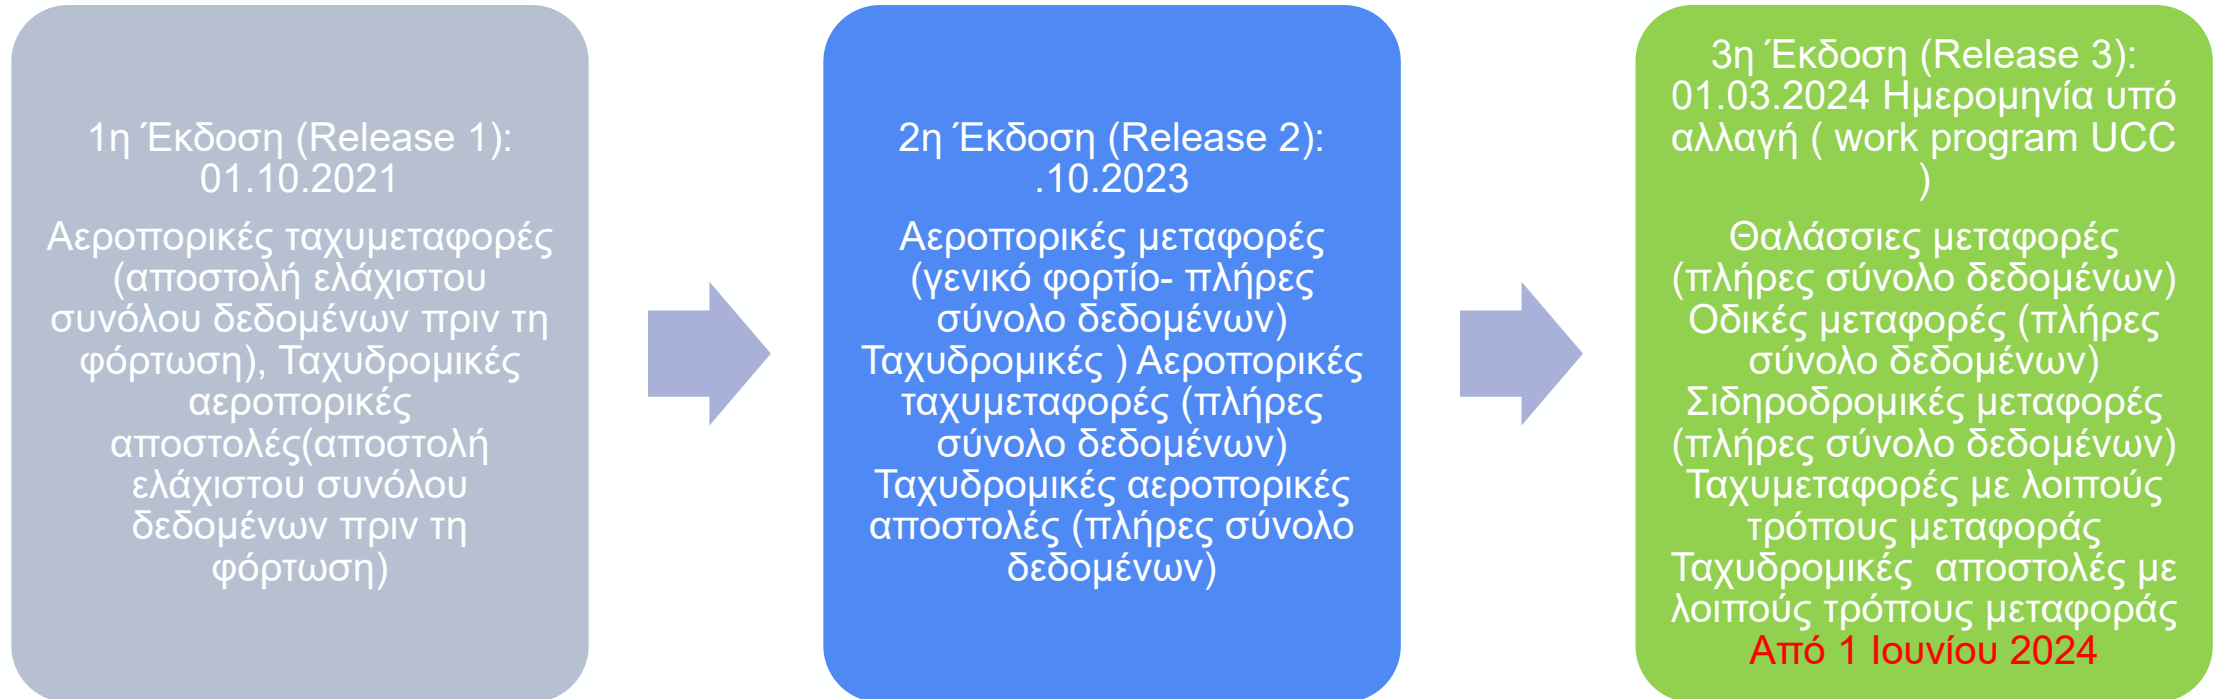 1η Έκδοση (Release 1):
01.10.2021
Αεροπορικές ταχυμεταφορές
(αποστολή ελάχιστου
συνόλου δεδομένων πριν τη
φόρτωση), Ταχυδρομικές
αεροπορικές
αποστολές(αποστολή
ελάχιστου συνόλου
δεδομένων πριν τη
φόρτωση)
2η Έκδοση (Release 2):
.10.2023
Αεροπορικές μεταφορές
(γενικό φορτίο- πλήρες
σύνολο δεδομένων)
Ταχυδρομικές ) Αεροπορικές
ταχυμεταφορές (πλήρες
σύνολο δεδομένων)
Ταχυδρομικές αεροπορικές
αποστολές (πλήρες σύνολο
δεδομένων)
3η Έκδοση (Release 3):
01.03.2024 Ημερομηνία υπό
αλλαγή ( work program UCC
)
Θαλάσσιες μεταφορές
(πλήρες σύνολο δεδομένων)
Οδικές μεταφορές (πλήρες
σύνολο δεδομένων)
Σιδηροδρομικές μεταφορές
(πλήρες σύνολο δεδομένων)
Ταχυμεταφορές με λοιπούς
τρόπους μεταφοράς
Ταχυδρομικές  αποστολές με
λοιπούς τρόπους μεταφοράς
Από 1 Ιουνίου 2024